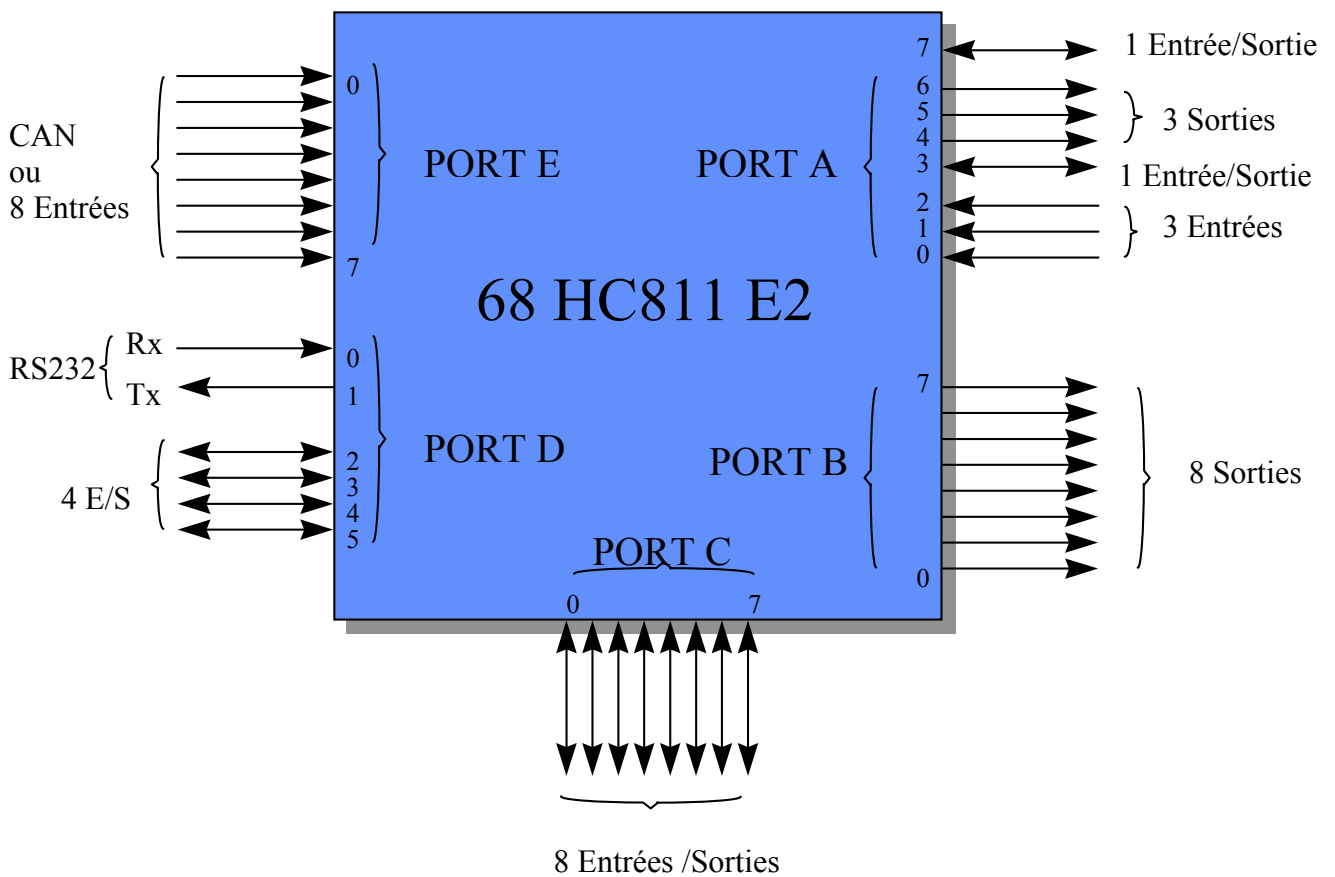 CAN
ou
8 Entrées
0
7
PORT E
RS232
Rx
Tx
0
1
4 E/S
2
3
4
5
PORT D
68 HC811 E2
PORT A
7
6
5
4
3
2
1
0
1 Entrée/Sortie
3 Sorties
1 Entrée/Sortie
3 Entrées
PORT B
7
0
8 Sorties
PORT C
0
7
8 Entrées /Sorties